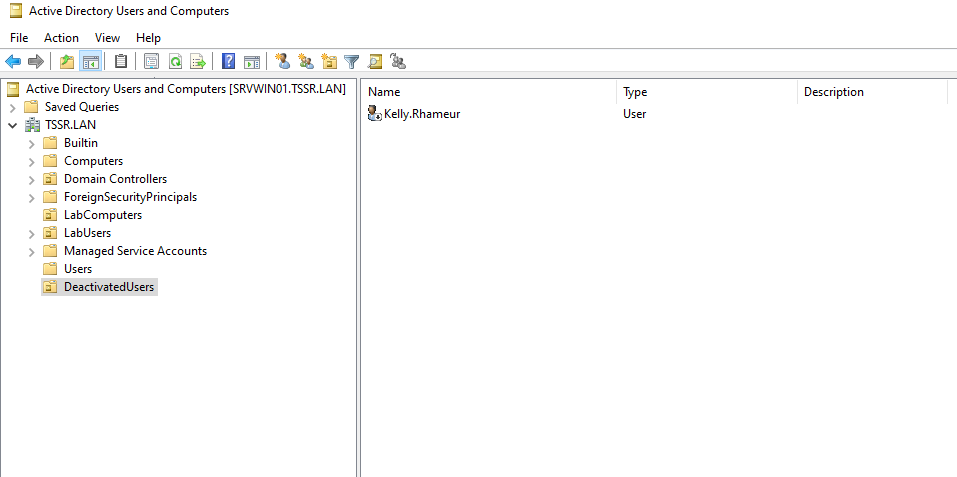 Active Directory Users and Computers
File Action View Help
Active Directory Users and Computers [SRVWIN01.TSSR.LAN]
Saved Queries
TSSR.LAN
Builtin
Computers
Domain Controllers
ForeignSecurityPrincipals
LabComputers
LabUsers
Managed Service Accounts
Users
DeactivatedUsers
Name Type Description
Kelly.Rhameur User